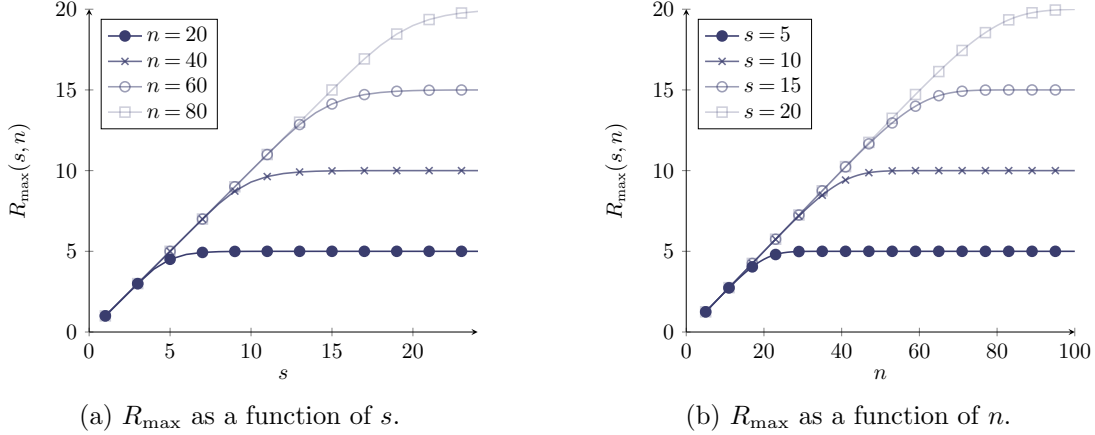 20
15
10
5
0
0
5
10
15
20
s
R_max(s, n)
n = 20
n = 40
n = 60
n = 80
(a) R_max as a function of s.
20
15
10
5
0
0
20
40
60
80
100
n
R_max(s, n)
s = 5
s = 10
s = 15
s = 20
(b) R_max as a function of n.